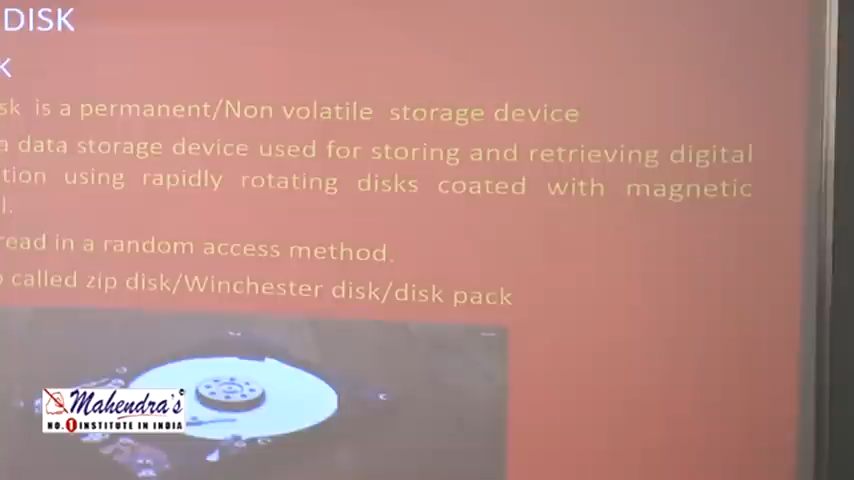 DISK
K
sk is a permanent/Non volatile storage device
a data storage device used for storing and retrieving digital
tion using rapidly rotating disks coated with magnetic
l.
read in a random access method.
o called zip disk/Winchester disk/disk pack
Mahendra's
NO. 1 INSTITUTE IN INDIA